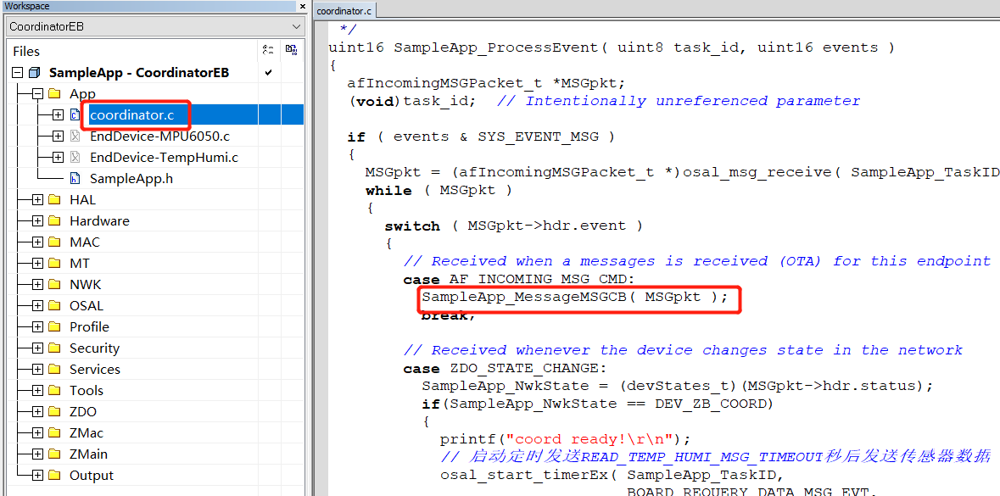 Workspace
×
CoordinatorEB
Files
SampleApp - CoordinatorEB
App
coordinator.c
EndDevice-MPU6050.c
EndDevice-TempHumi.c
SampleApp.h
HAL
Hardware
MAC
MT
NWK
OSAL
Profile
Security
Services
Tools
ZDO
ZMac
ZMain
Output
coordinator.c
*/
uint16 SampleApp_ProcessEvent( uint8 task_id, uint16 events )
{
afIncomingMSGPacket_t *MSGpkt;
(void)task_id; // Intentionally unreferenced parameter
if ( events & SYS_EVENT_MSG )
{
MSGpkt = (afIncomingMSGPacket_t *)osal_msg_receive( SampleApp_TaskID
while ( MSGpkt )
{
switch ( MSGpkt->hdr.event )
{
// Received when a messages is received (OTA) for this endpoint
case AF_INCOMING_MSG_CMD:
SampleApp_MessageMSGCB( MSGpkt );
break;
// Received whenever the device changes state in the network
case ZDO_STATE_CHANGE:
SampleApp_NwkState = (devStates_t)(MSGpkt->hdr.status);
if(SampleApp_NwkState == DEV_ZB_COORD)
{
printf("coord ready!\r\n");
// 启动定时发送READ_TEMP_HUMI_MSG_TIMEOUT秒后发送传感器数据
osal_start_timerEx( SampleApp_TaskID,
BOARD_REQUERY_DATA_MSG_EVT,